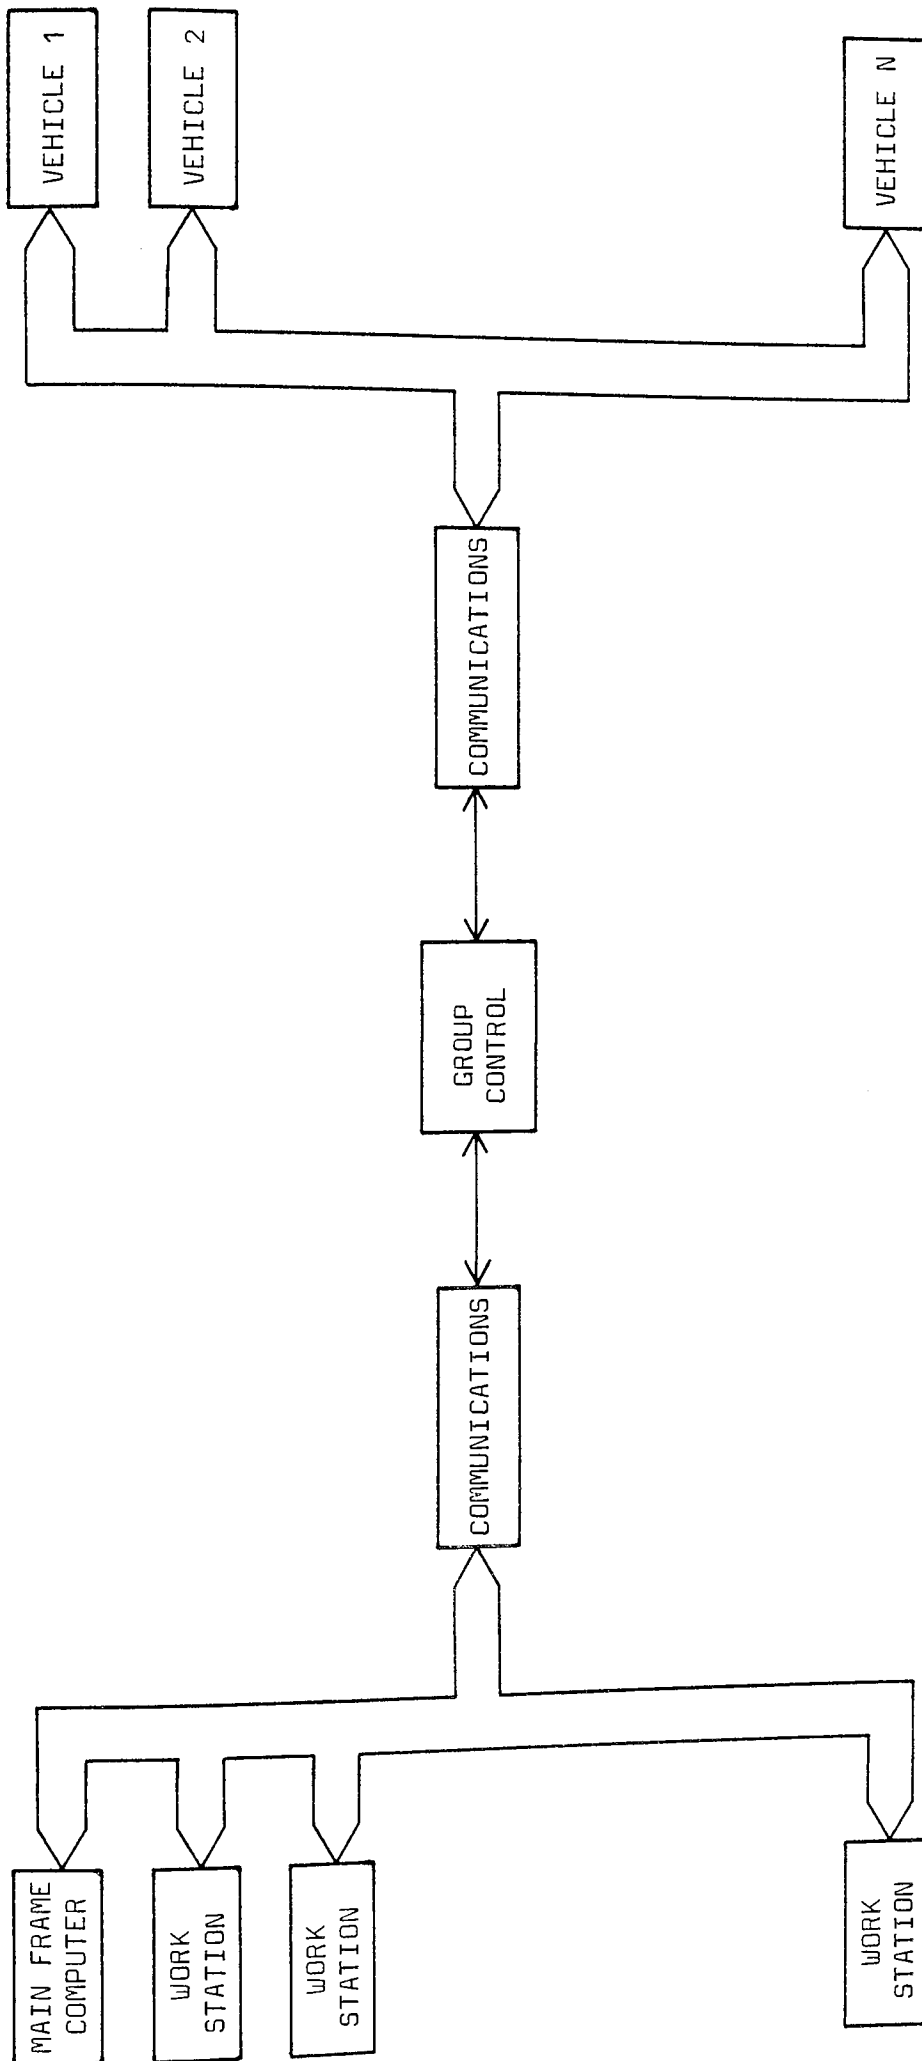 MAIN FRAME
COMPUTER
WORK
STATION
WORK
STATION
WORK
STATION
COMMUNICATIONS
GROUP
CONTROL
COMMUNICATIONS
VEHICLE 1
VEHICLE 2
VEHICLE N